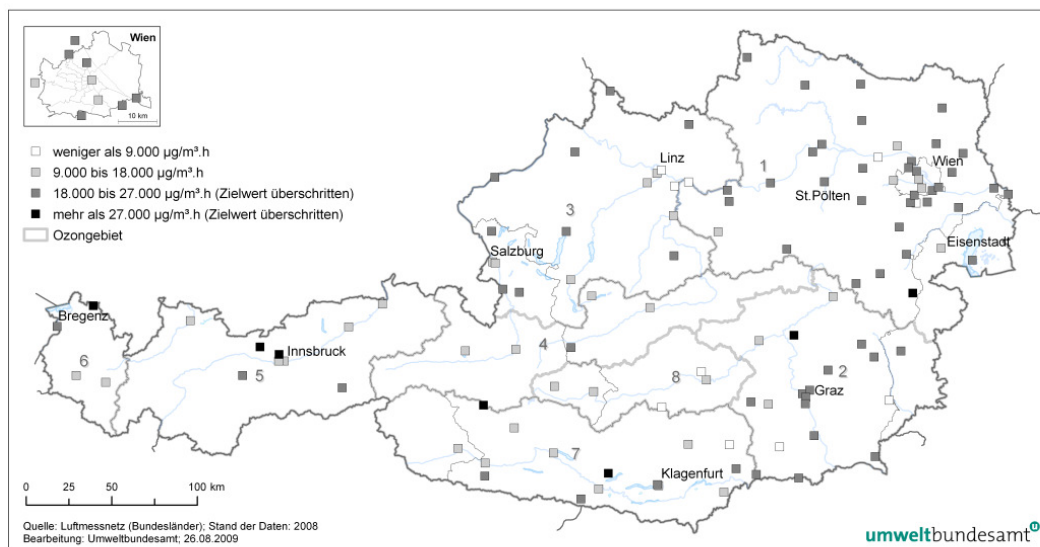 Wien
10 km
weniger als 9.000 µg/m³.h
9.000 bis 18.000 µg/m³.h
18.000 bis 27.000 µg/m³.h (Zielwert überschritten)
mehr als 27.000 µg/m³.h (Zielwert überschritten)
Ozongebiet
Linz
1
Wien
St.Pölten
3
Salzburg
Eisenstadt
Bregenz
Innsbruck
4
6
5
8
2
Graz
7
Klagenfurt
0 25 50 100 km
Quelle: Luftmessnetz (Bundesländer); Stand der Daten: 2008
Bearbeitung: Umweltbundesamt; 26.08.2009
umweltbundesamt u